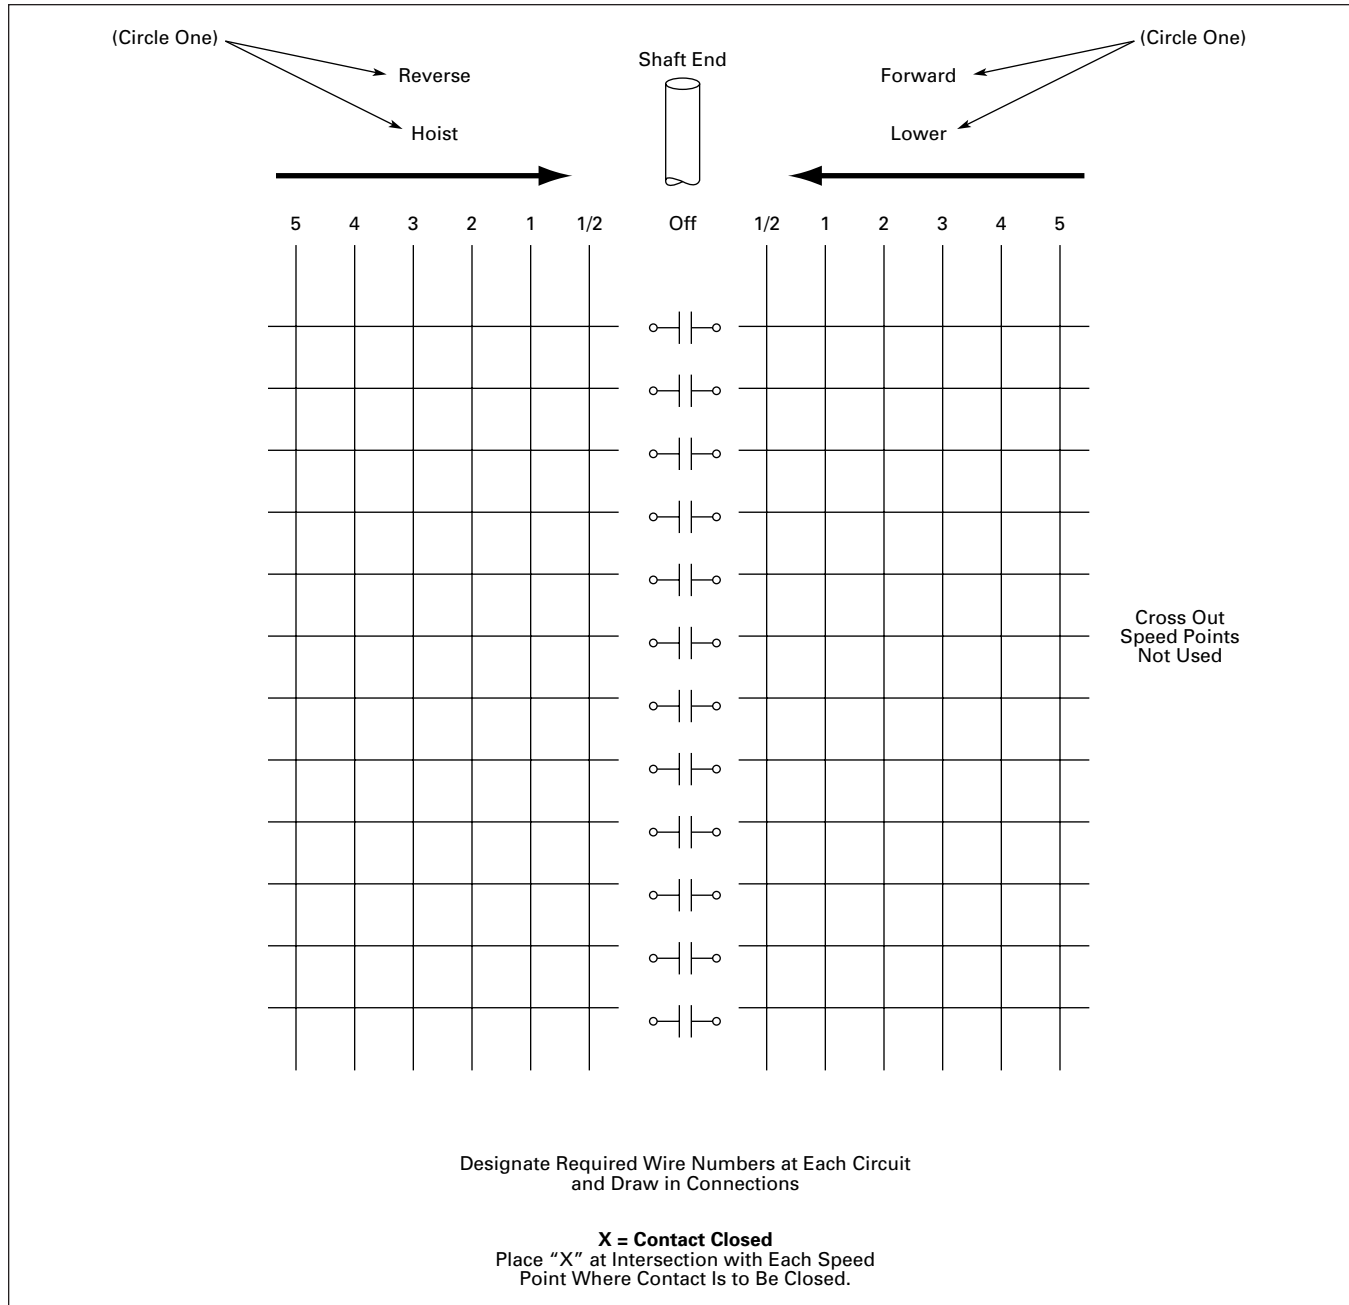 (Circle One)
Shaft End
(Circle One)
Reverse
Forward
Hoist
Lower
5 4 3 2 1 1/2 Off 1/2 1 2 3 4 5
Cross Out
Speed Points
Not Used
Designate Required Wire Numbers at Each Circuit
and Draw in Connections
X = Contact Closed
Place “X” at Intersection with Each Speed
Point Where Contact Is to Be Closed.